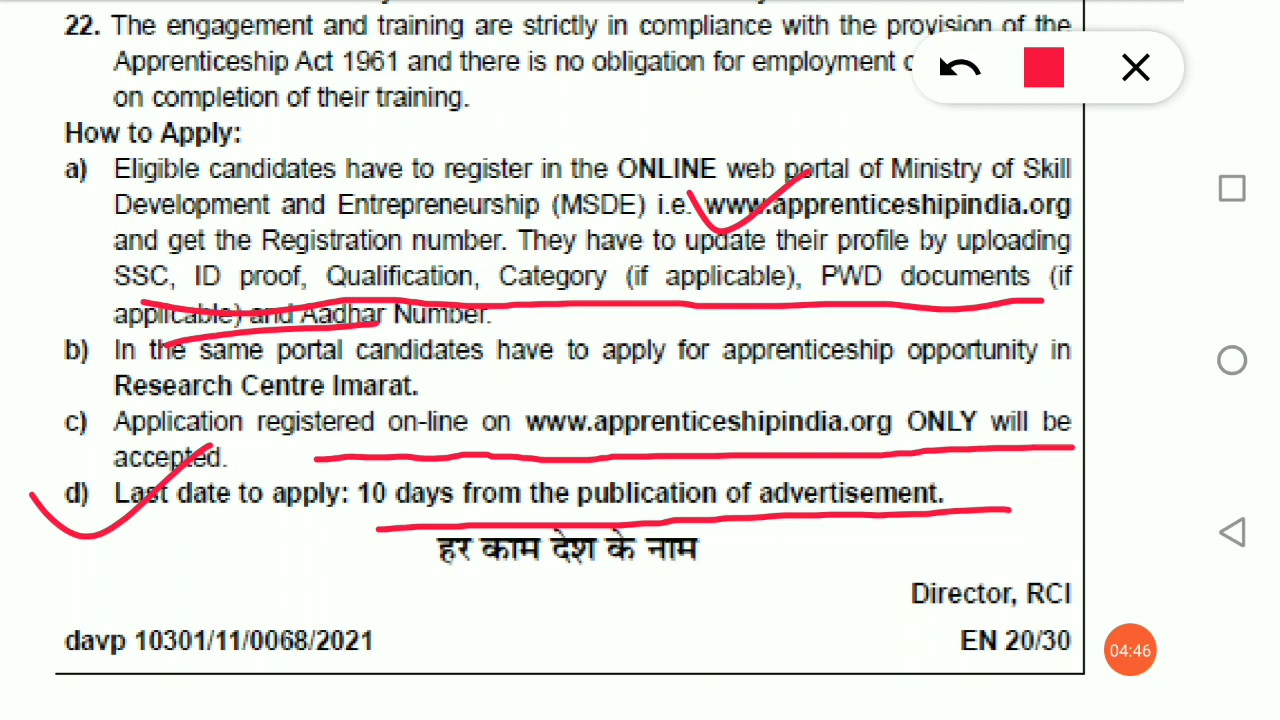 22. The engagement and training are strictly in compliance with the provision of the
Apprenticeship Act 1961 and there is no obligation for employment
on completion of their training.
How to Apply:
a) Eligible candidates have to register in the ONLINE web portal of Ministry of Skill
Development and Entrepreneurship (MSDE) i.e. www.apprenticeshipindia.org
and get the Registration number. They have to update their profile by uploading
SSC, ID proof, Qualification, Category (if applicable), PWD documents (if
applicable) and Aadhar Number.
b) In the same portal candidates have to apply for apprenticeship opportunity in
Research Centre Imarat.
c) Application registered on-line on www.apprenticeshipindia.org ONLY will be
accepted.
d) Last date to apply: 10 days from the publication of advertisement.
हर काम देश के नाम
Director, RCI
davp 10301/11/0068/2021 EN 20/30
04:46